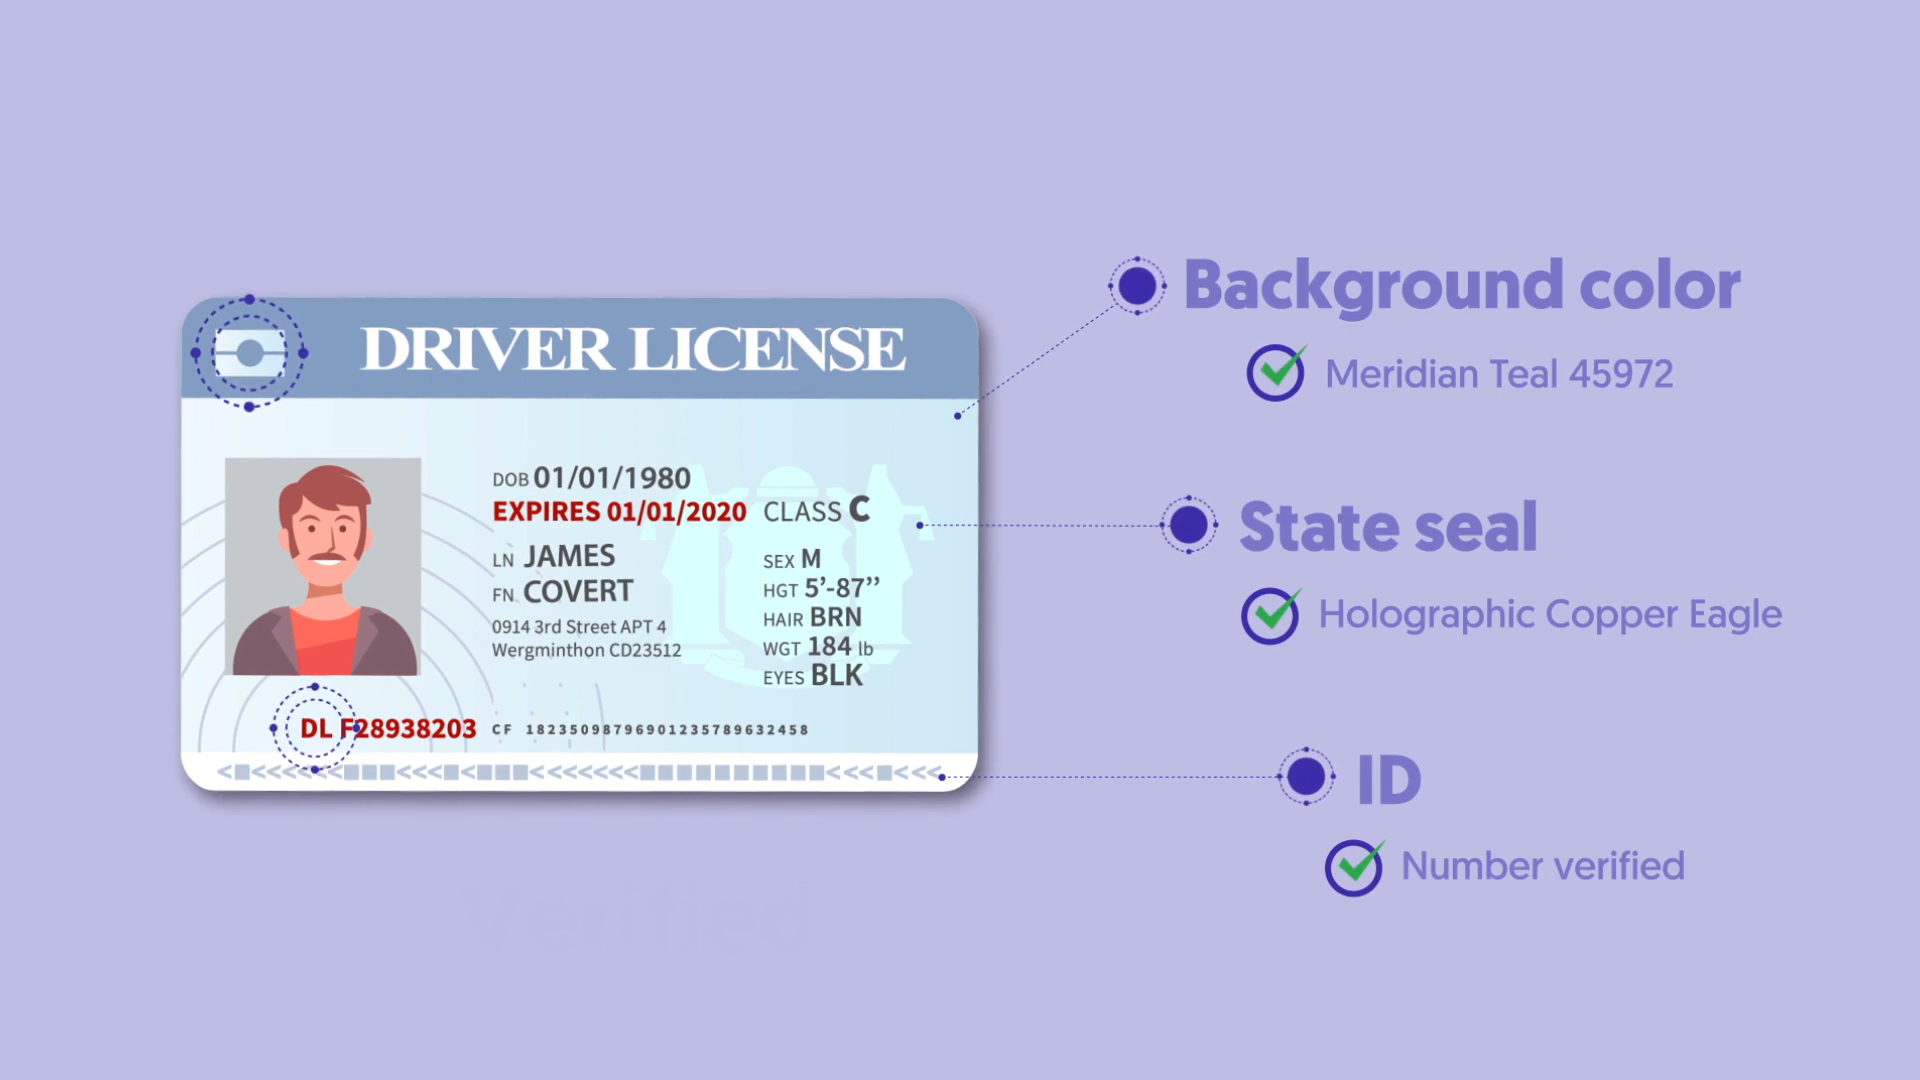 DRIVER LICENSE
DOB 01/01/1980
EXPIRES 01/01/2020 CLASS C
LN JAMES
FN COVERT
0914 3rd Street APT 4
Wergminthon CD23512
SEX M
HGT 5’-87’’
HAIR BRN
WGT 184 lb
EYES BLK
DL F28938203 CF 18235098796901235789632458
<■<<<<<<■■■<<<■<■■■<<<<<<■■■■■■■■■■<<<■<<<
Background color
Meridian Teal 45972
State seal
Holographic Copper Eagle
ID
Number verified
Verified